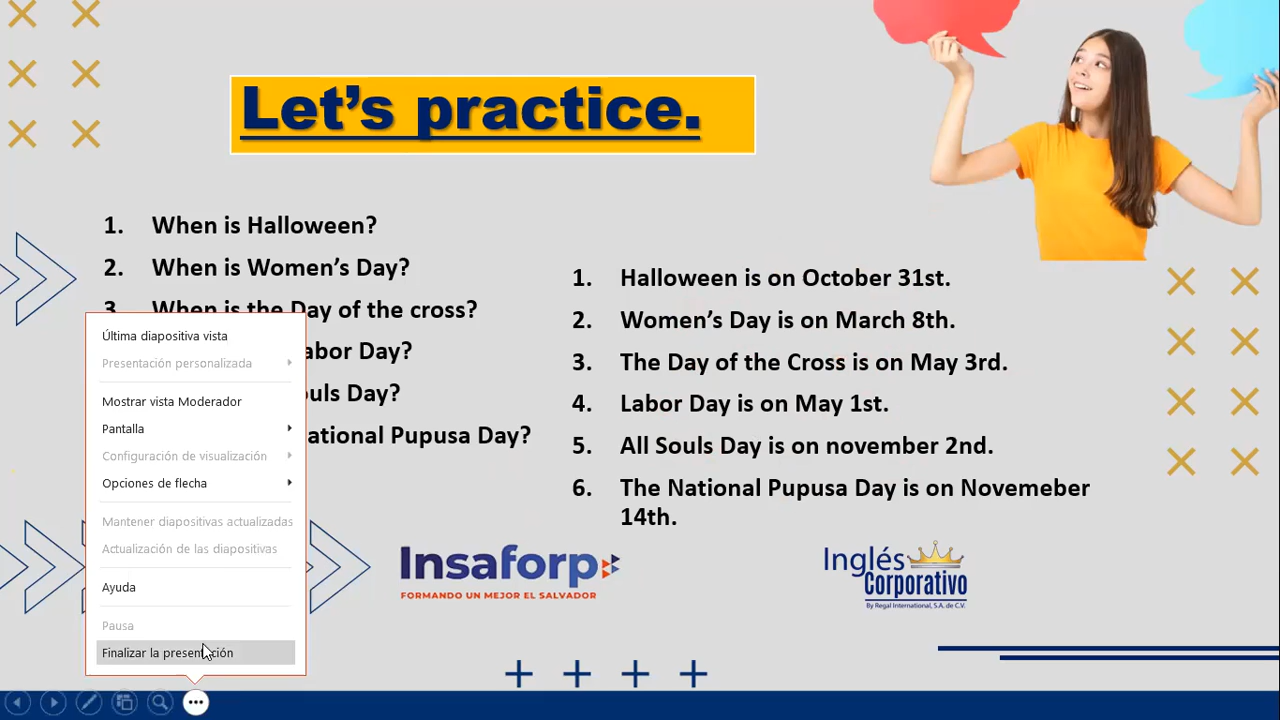 Let's practice.
1. When is Halloween?
2. When is Women's Day?
3. When is the Day of the cross?
abor Day?
ouls Day?
ational Pupusa Day?
1. Halloween is on October 31st.
2. Women's Day is on March 8th.
3. The Day of the Cross is on May 3rd.
4. Labor Day is on May 1st.
5. All Souls Day is on november 2nd.
6. The National Pupusa Day is on Novemeber
14th.
Última diapositiva vista
Presentación personalizada
Mostrar vista Moderador
Pantalla
Configuración de visualización
Opciones de flecha
Mantener diapositivas actualizadas
Actualización de las diapositivas
Ayuda
Pausa
Finalizar la presentación
Insaforp
FORMANDO UN MEJOR EL SALVADOR
Inglés
Corporativo
By Regal International, S.A. de C.V.